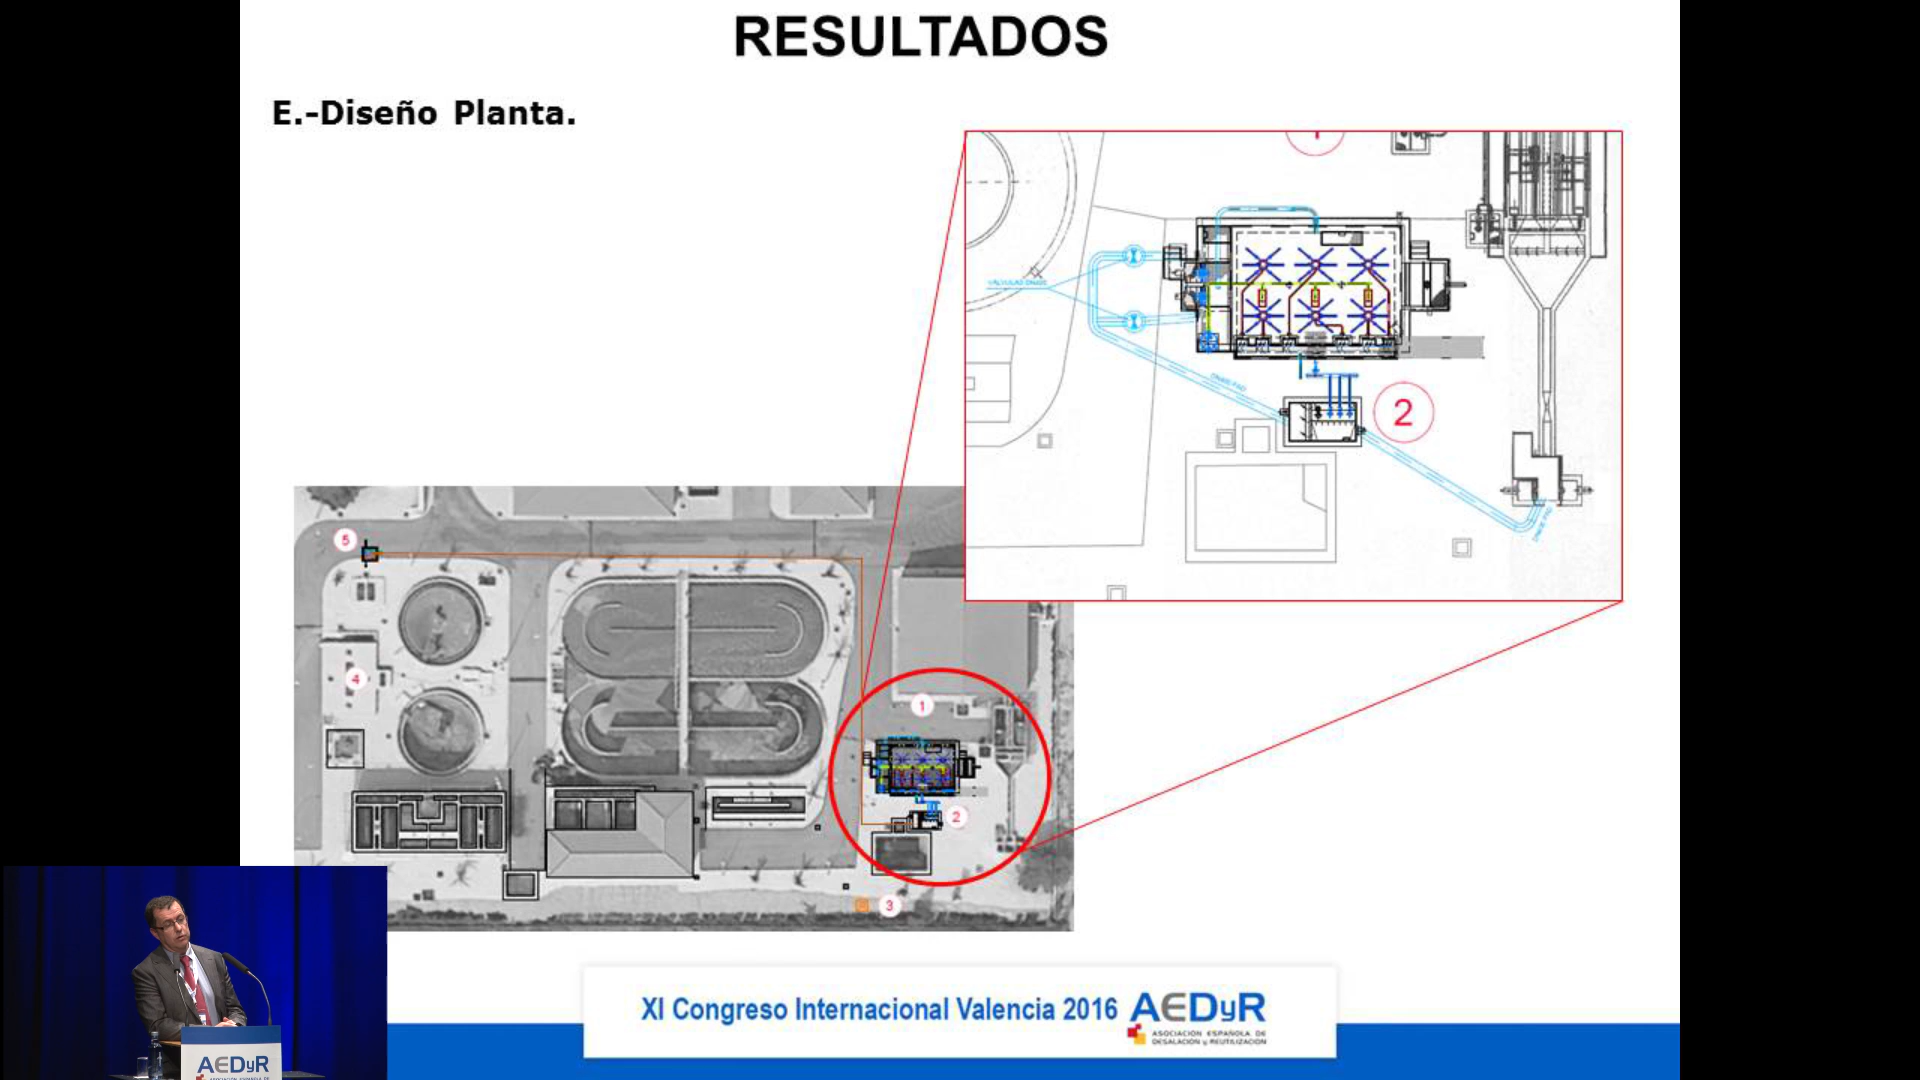 RESULTADOS
E.-Diseño Planta.
2
5
4
1
2
3
XI Congreso Internacional Valencia 2016
AEDyR
ASOCIACIÓN ESPAÑOLA DE
DESALACIÓN y REUTILIZACIÓN
AEDyR